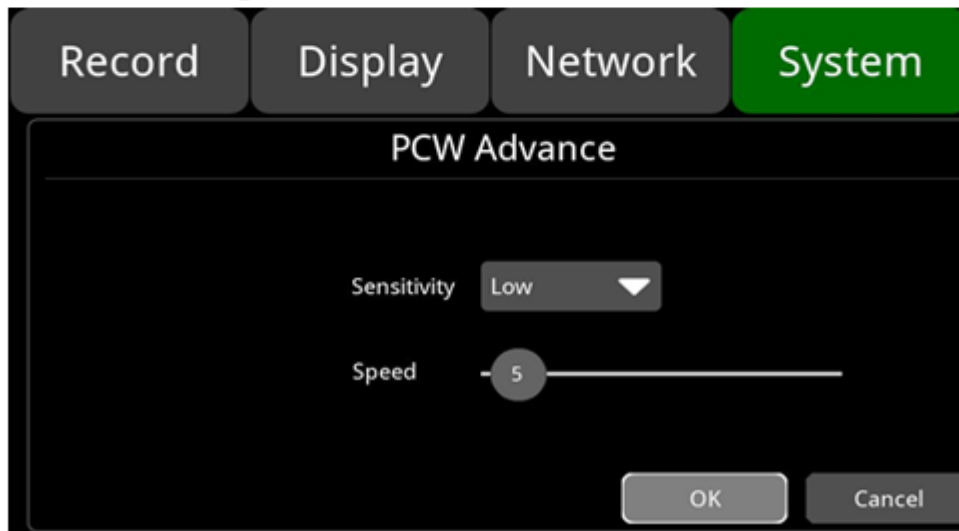 Record Display Network System
PCW Advance
Sensitivity Low
Speed 5
OK Cancel